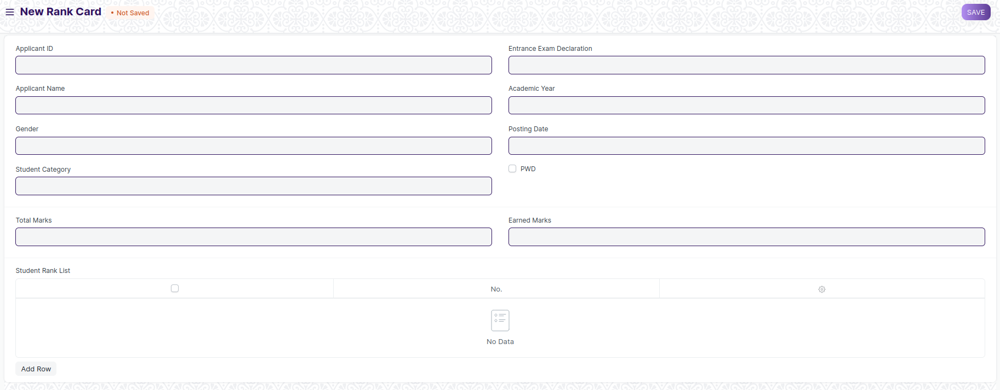 New Rank Card
• Not Saved
SAVE
Applicant ID
Entrance Exam Declaration
Applicant Name
Academic Year
Gender
Posting Date
Student Category
PWD
Total Marks
Earned Marks
Student Rank List
No.
No Data
Add Row